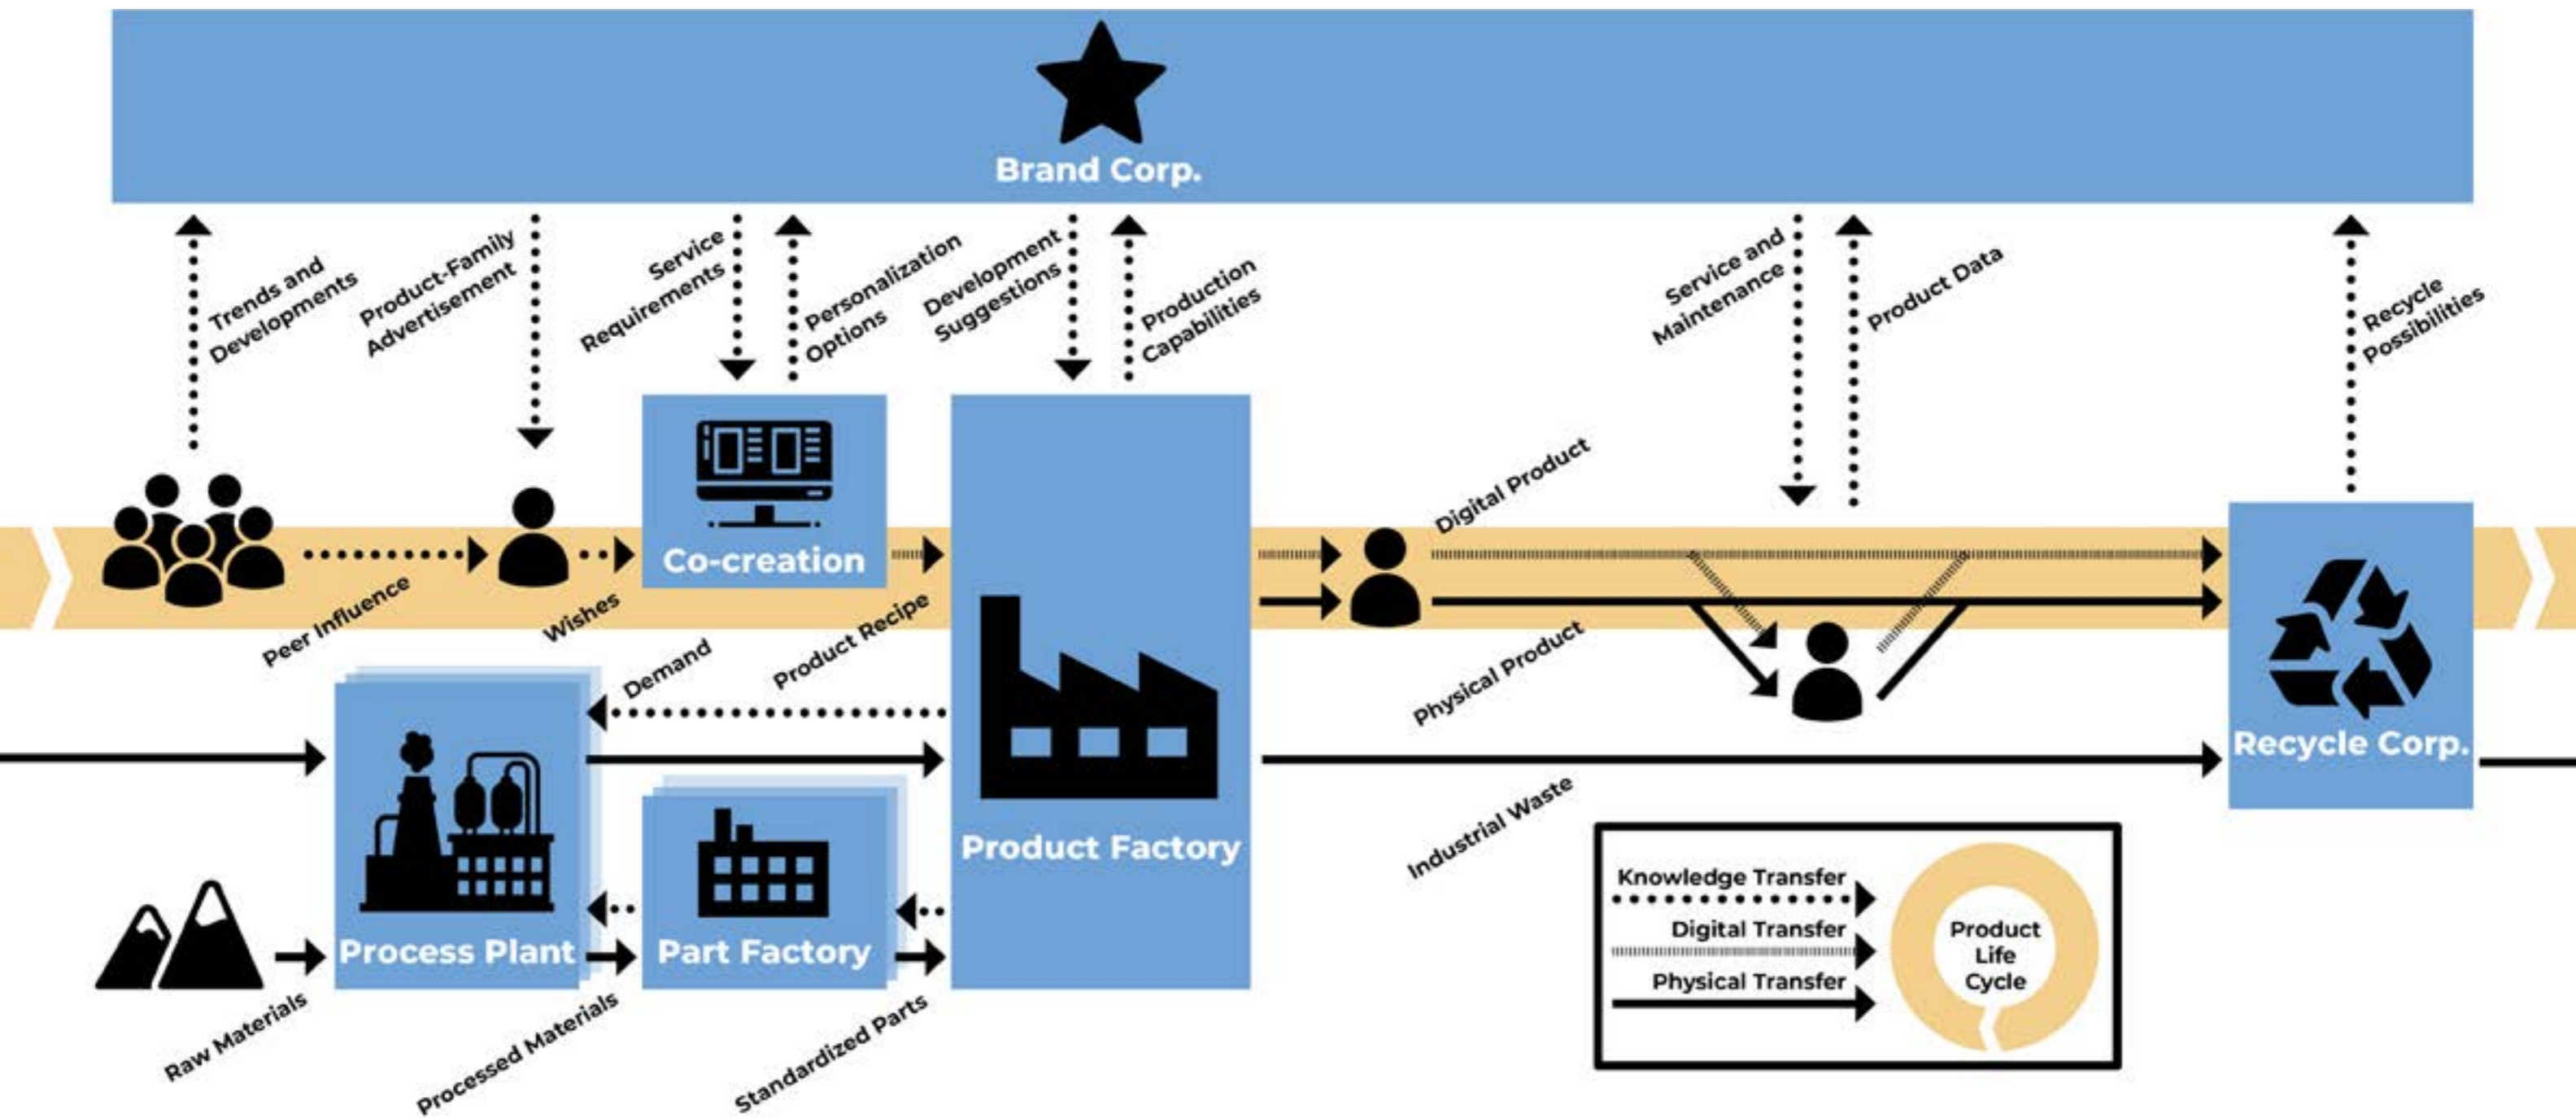 Brand Corp.
Trends and
Developments
Product-Family
Advertisement
Service
Requirements
Personalization
Options
Development
Suggestions
Production
Capabilities
Service and
Maintenance
Product Data
Recycle
Possibilities
Peer Influence
Wishes
Co-creation
Product Recipe
Demand
Digital Product
Physical Product
Recycle Corp.
Industrial Waste
Product Factory
Process Plant
Part Factory
Raw Materials
Processed Materials
Standardized Parts
Knowledge Transfer
Digital Transfer
Physical Transfer
Product
Life
Cycle